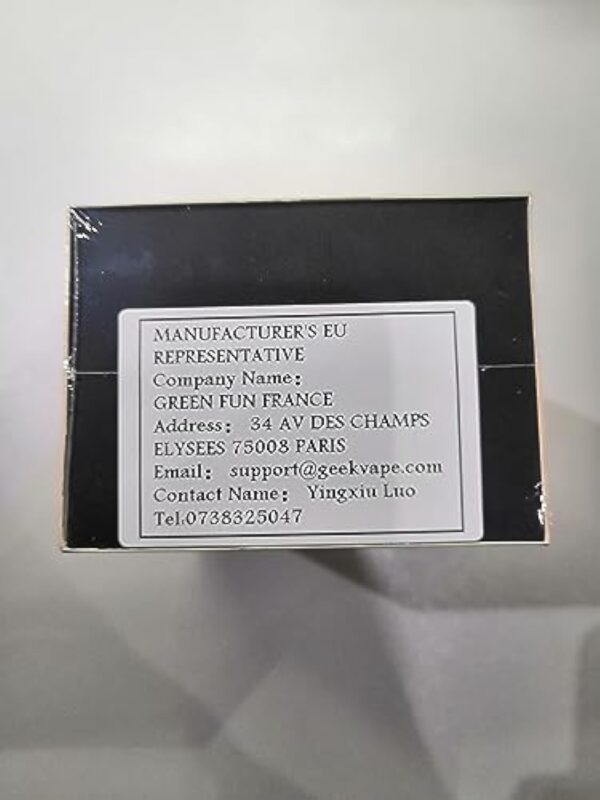 MANUFACTURER'S EU
REPRESENTATIVE
Company Name：
GREEN FUN FRANCE
Address： 34 AV DES CHAMPS
ELYSEES 75008 PARIS
Email： support@geekvape.com
Contact Name： Yingxiu Luo
Tel.0738325047